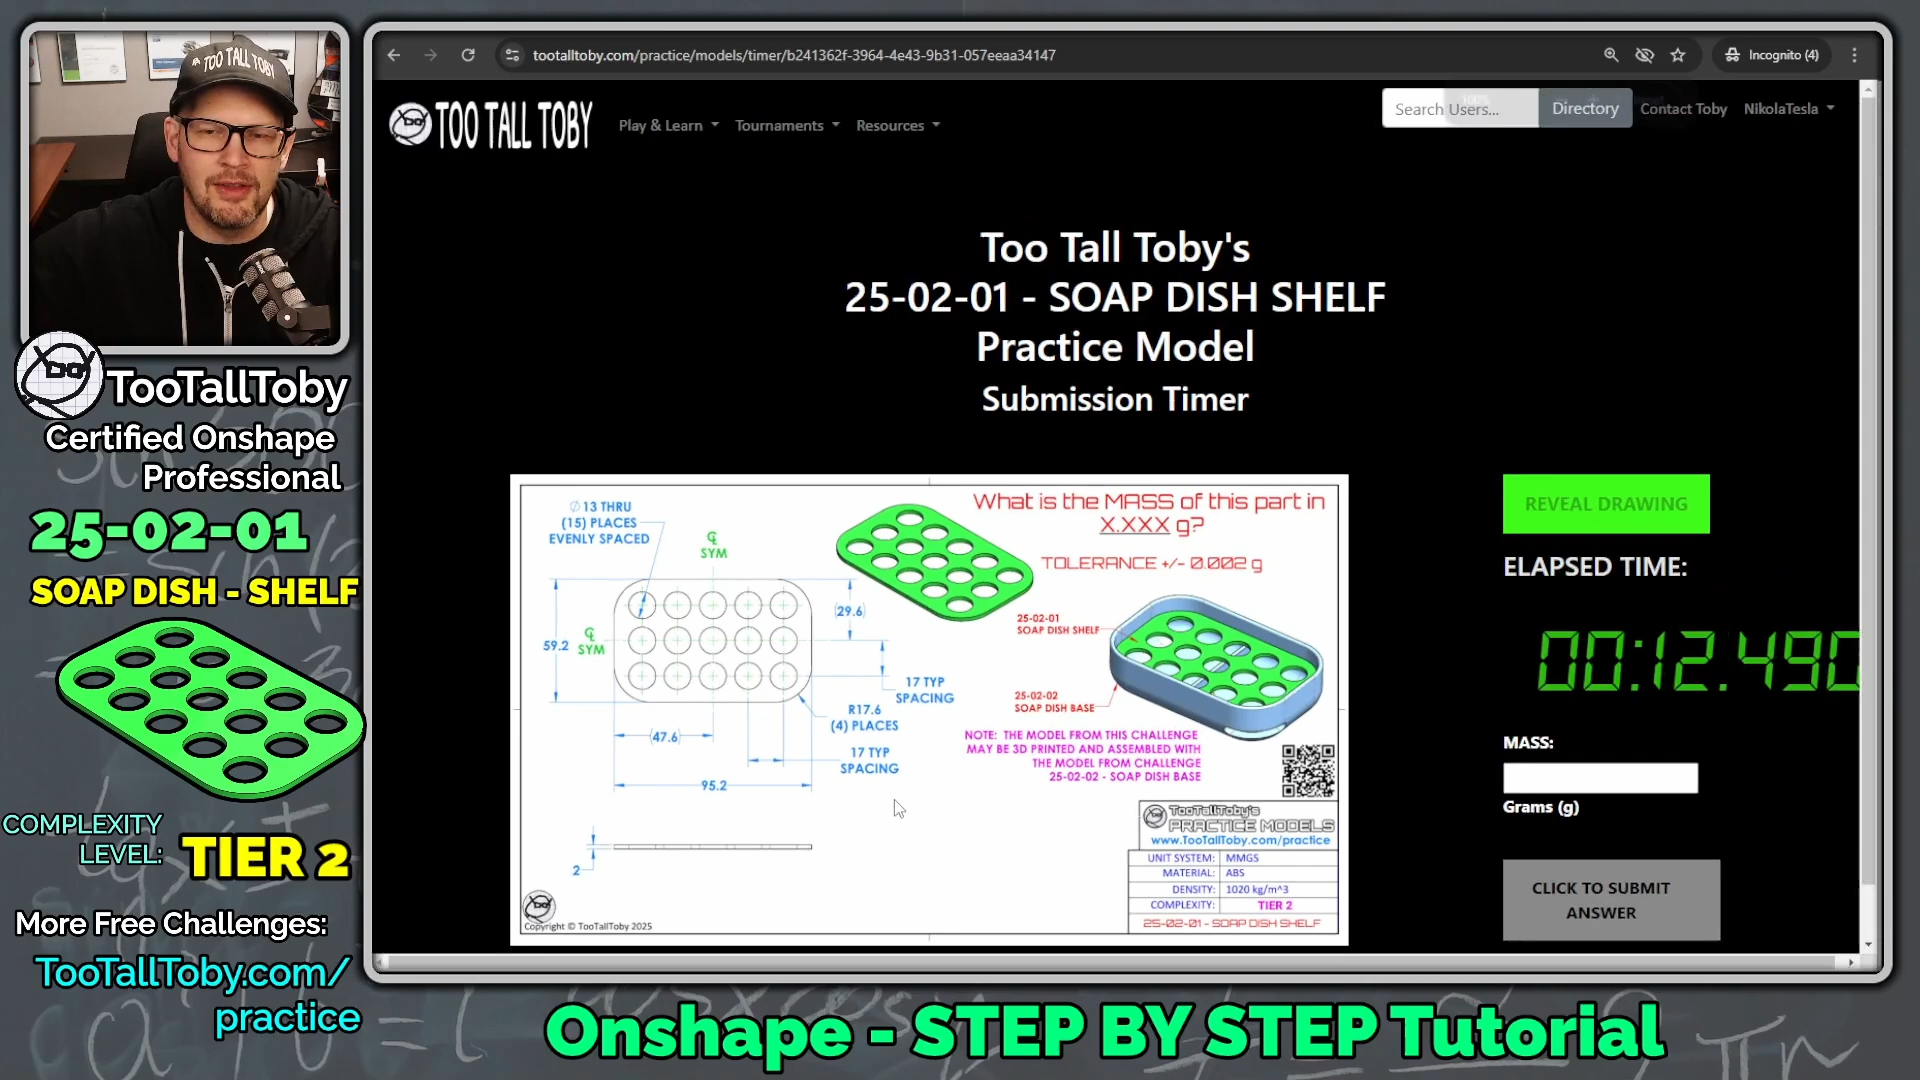 TOO TALL TOBY
TooTallToby
Certified Onshape
Professional
25-02-01
SOAP DISH - SHELF
COMPLEXITY
LEVEL:
TIER 2
More Free Challenges:
TooTallToby.com/
practice
tootalltoby.com/practice/models/timer/b241362f-3964-4e43-9b31-057eeaa34147
Incognito (4)
TOO TALL TOBY
Play & Learn
Tournaments
Resources
Search Users...
Directory
Contact Toby
NikolaTesla
Too Tall Toby's
25-02-01 - SOAP DISH SHELF
Practice Model
Submission Timer
∅ 13 THRU
(15) PLACES
EVENLY SPACED
℄
SYM
59.2
℄
SYM
(29.6)
17 TYP
SPACING
R17.6
(4) PLACES
(47.6)
17 TYP
SPACING
95.2
2
What is the MASS of this part in
X.XXX g?
TOLERANCE +/- 0.002 g
25-02-01
SOAP DISH SHELF
25-02-02
SOAP DISH BASE
NOTE: THE MODEL FROM THIS CHALLENGE
MAY BE 3D PRINTED AND ASSEMBLED WITH
THE MODEL FROM CHALLENGE
25-02-02 - SOAP DISH BASE
TooTallToby's
PRACTICE MODELS
www.TooTallToby.com/practice
UNIT SYSTEM: MMGS
MATERIAL: ABS
DENSITY: 1020 kg/m^3
COMPLEXITY: TIER 2
25-02-01 - SOAP DISH SHELF
Copyright © TooTallToby 2025
REVEAL DRAWING
ELAPSED TIME:
00:12.490
MASS:
Grams (g)
CLICK TO SUBMIT
ANSWER
Onshape - STEP BY STEP Tutorial